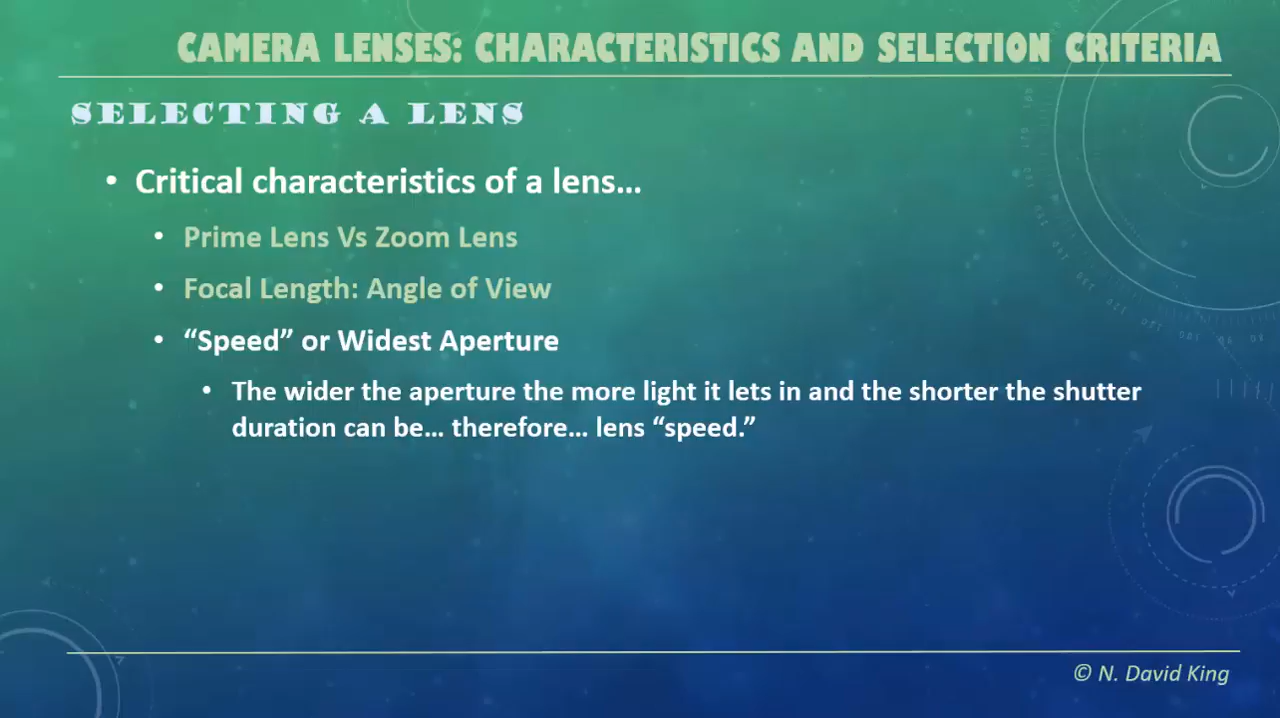 CAMERA LENSES: CHARACTERISTICS AND SELECTION CRITERIA
SELECTING A LENS
• Critical characteristics of a lens…
• Prime Lens Vs Zoom Lens
• Focal Length: Angle of View
• “Speed” or Widest Aperture
• The wider the aperture the more light it lets in and the shorter the shutter
duration can be… therefore… lens “speed.”
© N. David King